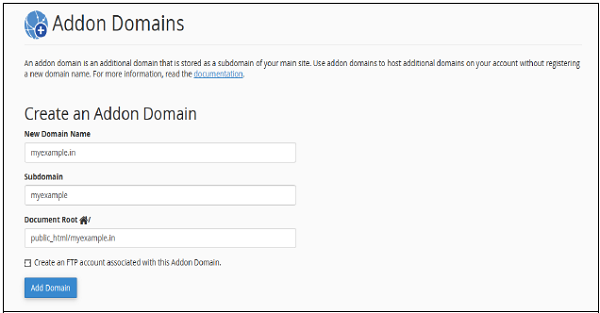 Addon Domains
An addon domain is an additional domain that is stored as a subdomain of your main site. Use addon domains to host additional domains on your account without registering
a new domain name. For more information, read the documentation.
Create an Addon Domain
New Domain Name
myexample.in
Subdomain
myexample
Document Root /
public_html/myexample.in
Create an FTP account associated with this Addon Domain.
Add Domain